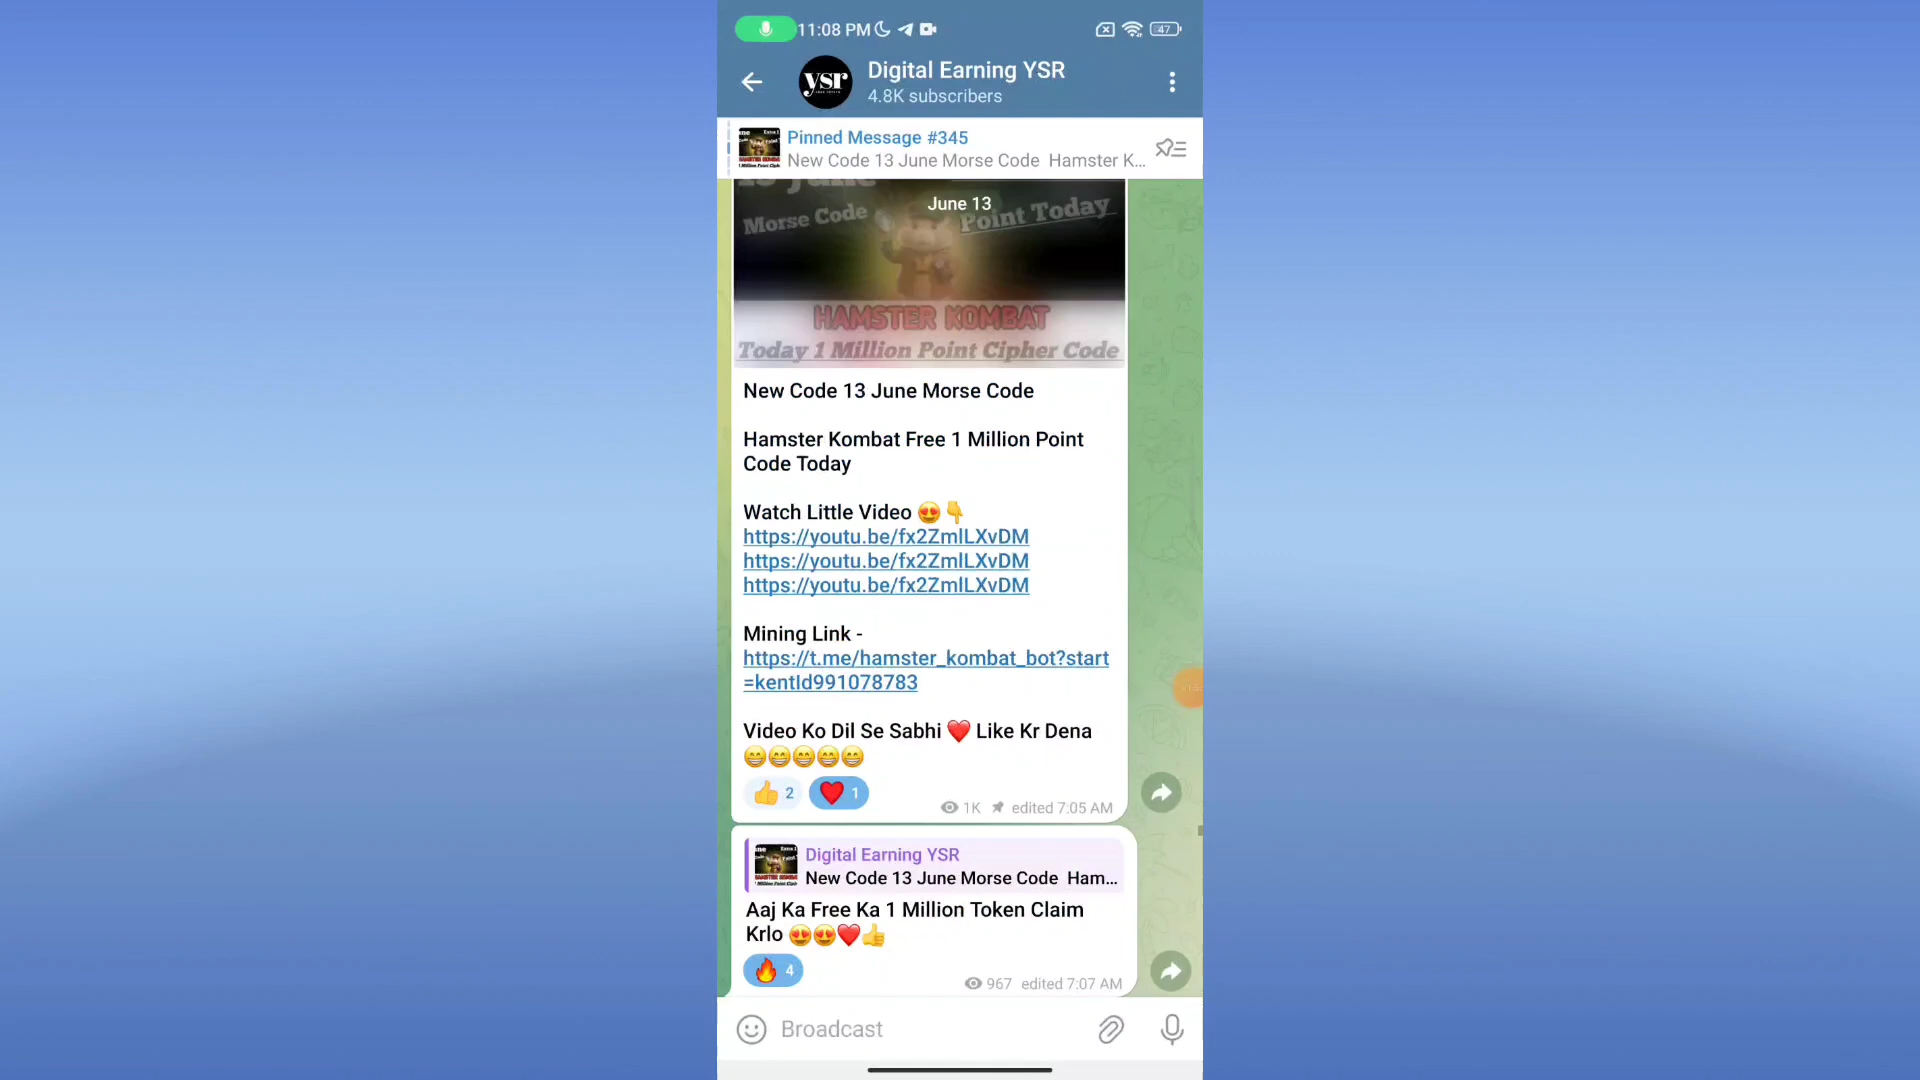 11:08 PM
47
ysr
Digital Earning YSR
4.8K subscribers
Pinned Message #345
New Code 13 June Morse Code Hamster K...
13 June
June 13
Morse Code
Point Today
HAMSTER KOMBAT
Today 1 Million Point Cipher Code
New Code 13 June Morse Code
Hamster Kombat Free 1 Million Point
Code Today
Watch Little Video 😍👇
https://youtu.be/fx2ZmlLXvDM
https://youtu.be/fx2ZmlLXvDM
https://youtu.be/fx2ZmlLXvDM
Mining Link -
https://t.me/hamster_kombat_bot?start
=kentId991078783
Video Ko Dil Se Sabhi ❤️ Like Kr Dena
😁😁😁😁😁
👍 2 ❤️ 1
1K edited 7:05 AM
Digital Earning YSR
New Code 13 June Morse Code Ham...
Aaj Ka Free Ka 1 Million Token Claim
Krlo 😍😍❤️👍
🔥 4
967 edited 7:07 AM
Broadcast